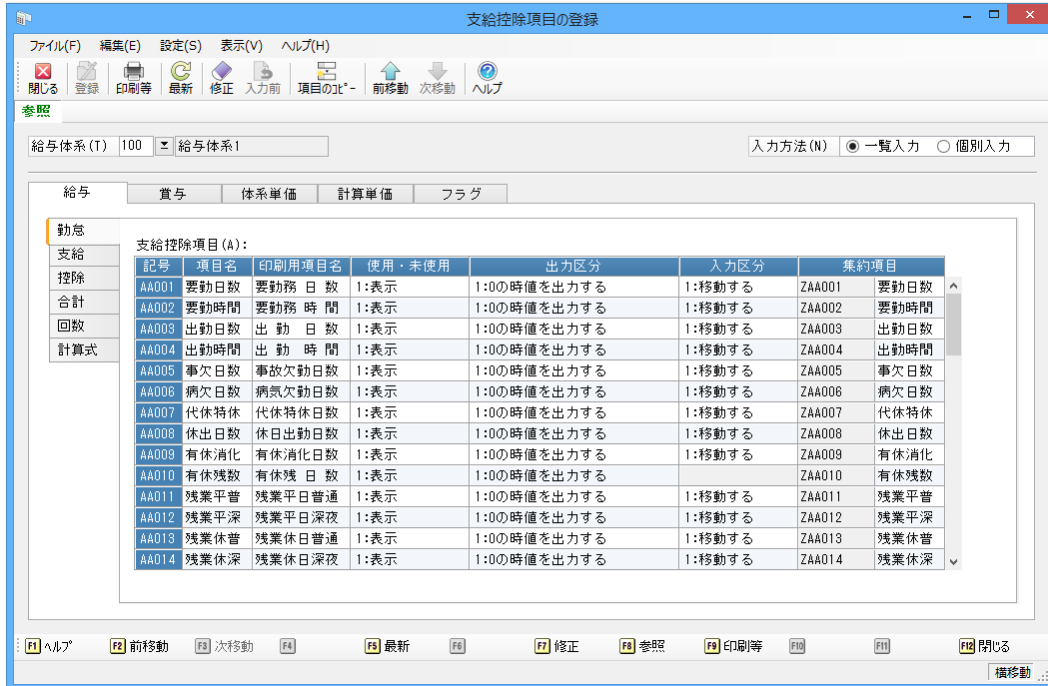 支給控除項目の登録
ファイル(F) 編集(E) 設定(S) 表示(V) ヘルプ(H)
閉じる 登録 印刷等 最新 修正 入力前 項目のｺﾋﾟｰ 前移動 次移動 ヘルプ
参照
給与体系(T) 100 給与体系1 入力方法(N) 一覧入力 個別入力
給与 賞与 体系単価 計算単価 フラグ
勤怠
支給
控除
合計
回数
計算式
支給控除項目(A):
記号 項目名 印刷用項目名 使用・未使用 出力区分 入力区分 集約項目
AA001 要勤日数 要勤務 日 数 1:表示 1:0の時値を出力する 1:移動する ZAA001 要勤日数
AA002 要勤時間 要勤務 時 間 1:表示 1:0の時値を出力する 1:移動する ZAA002 要勤時間
AA003 出勤日数 出 勤 日 数 1:表示 1:0の時値を出力する 1:移動する ZAA003 出勤日数
AA004 出勤時間 出 勤 時 間 1:表示 1:0の時値を出力する 1:移動する ZAA004 出勤時間
AA005 事欠日数 事故欠勤日数 1:表示 1:0の時値を出力する 1:移動する ZAA005 事欠日数
AA006 病欠日数 病気欠勤日数 1:表示 1:0の時値を出力する 1:移動する ZAA006 病欠日数
AA007 代休特休 代休特休日数 1:表示 1:0の時値を出力する 1:移動する ZAA007 代休特休
AA008 休出日数 休日出勤日数 1:表示 1:0の時値を出力する 1:移動する ZAA008 休出日数
AA009 有休消化 有休消化日数 1:表示 1:0の時値を出力する 1:移動する ZAA009 有休消化
AA010 有休残数 有休残 日 数 1:表示 1:0の時値を出力する ZAA010 有休残数
AA011 残業平普 残業平日普通 1:表示 1:0の時値を出力する 1:移動する ZAA011 残業平普
AA012 残業平深 残業平日深夜 1:表示 1:0の時値を出力する 1:移動する ZAA012 残業平深
AA013 残業休普 残業休日普通 1:表示 1:0の時値を出力する 1:移動する ZAA013 残業休普
AA014 残業休深 残業休日深夜 1:表示 1:0の時値を出力する 1:移動する ZAA014 残業休深
F1 ヘルプ F2 前移動 F3 次移動 F4 F5 最新 F6 F7 修正 F8 参照 F9 印刷等 F10 F11 F12 閉じる
横移動